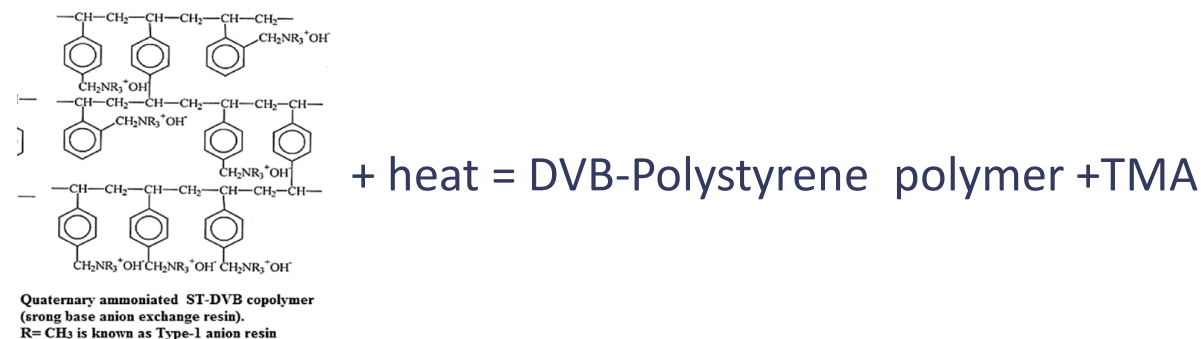 —CH—CH₂—CH—CH₂—CH—CH₂—
CH₂NR₃⁺OH⁻
CH₂NR₃⁺OH⁻
—CH—CH₂—CH—CH₂—CH—CH₂—CH—
CH₂NR₃⁺OH⁻
CH₂NR₃⁺OH⁻
—CH—CH₂—CH—CH₂—CH—CH₂—CH—
CH₂NR₃⁺OH⁻ CH₂NR₃⁺OH⁻ CH₂NR₃⁺OH⁻
+ heat = DVB-Polystyrene polymer +TMA
Quaternary ammoniated ST-DVB copolymer
(srong base anion exchange resin).
R= CH₃ is known as Type-1 anion resin